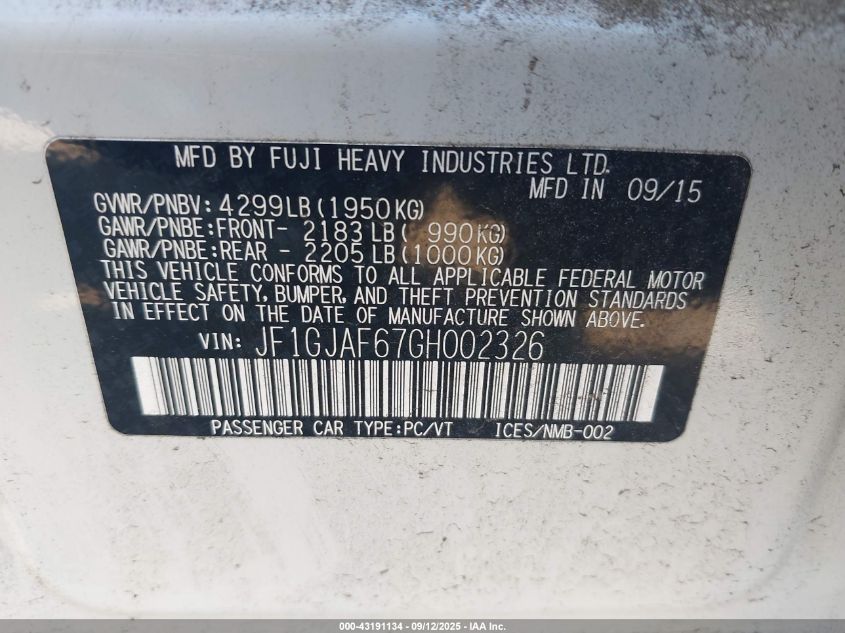 MFD BY FUJI HEAVY INDUSTRIES LTD.
MFD IN 09/15
GVWR/PNBV: 4299LB(1950KG)
GAWR/PNBE:FRONT- 2183LB( 990KG)
GAWR/PNBE:REAR - 2205LB(1000KG)
THIS VEHICLE CONFORMS TO ALL APPLICABLE FEDERAL MOTOR
VEHICLE SAFETY, BUMPER, AND THEFT PREVENTION STANDARDS
IN EFFECT ON THE DATE OF MANUFACTURE SHOWN ABOVE.
VIN: JF1GJAF67GH002326
PASSENGER CAR TYPE:PC/VT ICES/NMB-002
000-43191134 - 09/12/2025 - IAA Inc.